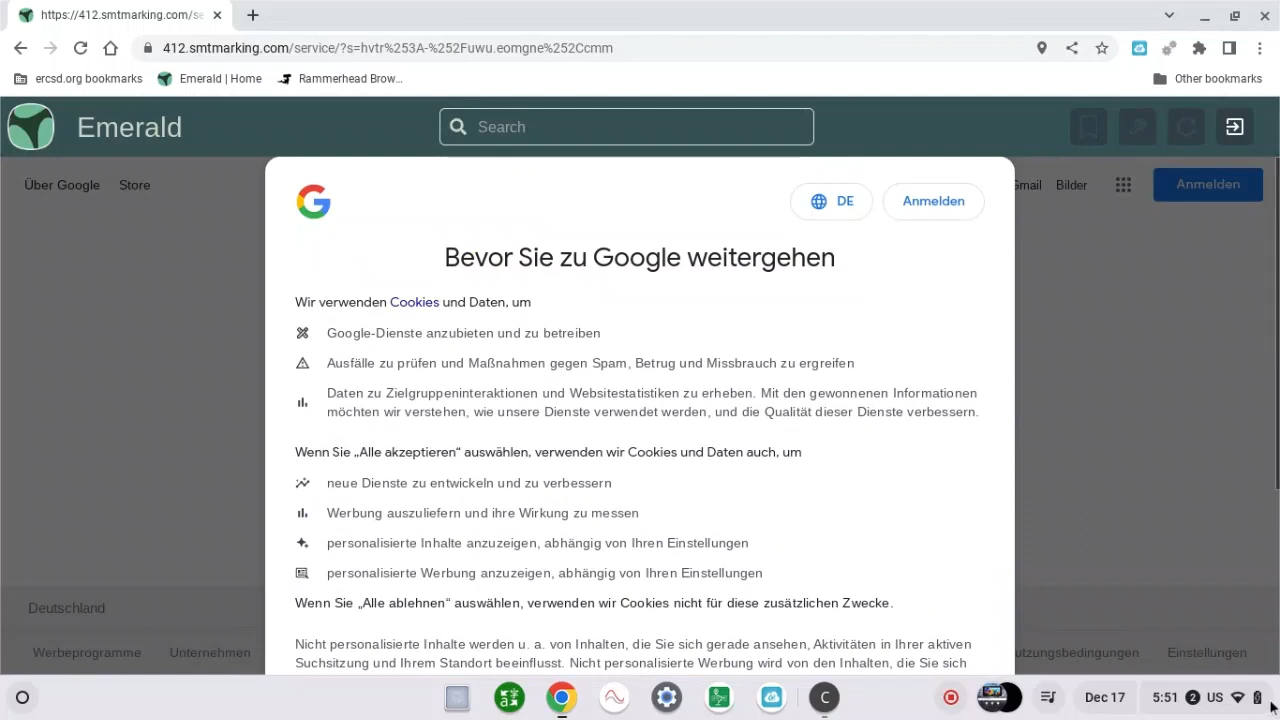 https://412.smtmarking.com/se
412.smtmarking.com/service/?s=hvtr%253A-%252Fuwu.eomgne%252Ccmm
ercsd.org bookmarks
Emerald | Home
Rammerhead Brow…
Other bookmarks
Emerald
Search
Über Google
Store
Gmail
Bilder
Anmelden
DE
Anmelden
Bevor Sie zu Google weitergehen
Wir verwenden Cookies und Daten, um
Google-Dienste anzubieten und zu betreiben
Ausfälle zu prüfen und Maßnahmen gegen Spam, Betrug und Missbrauch zu ergreifen
Daten zu Zielgruppeninteraktionen und Websitestatistiken zu erheben. Mit den gewonnenen Informationen
möchten wir verstehen, wie unsere Dienste verwendet werden, und die Qualität dieser Dienste verbessern.
Wenn Sie „Alle akzeptieren“ auswählen, verwenden wir Cookies und Daten auch, um
neue Dienste zu entwickeln und zu verbessern
Werbung auszuliefern und ihre Wirkung zu messen
personalisierte Inhalte anzuzeigen, abhängig von Ihren Einstellungen
personalisierte Werbung anzuzeigen, abhängig von Ihren Einstellungen
Wenn Sie „Alle ablehnen“ auswählen, verwenden wir Cookies nicht für diese zusätzlichen Zwecke.
Nicht personalisierte Inhalte werden u. a. von Inhalten, die Sie sich gerade ansehen, Aktivitäten in Ihrer aktiven
Suchsitzung und Ihrem Standort beeinflusst. Nicht personalisierte Werbung wird von den Inhalten, die Sie sich
Deutschland
Werbeprogramme
Unternehmen
utzungsbedingungen
Einstellungen
C
Dec 17
5:51
2
US